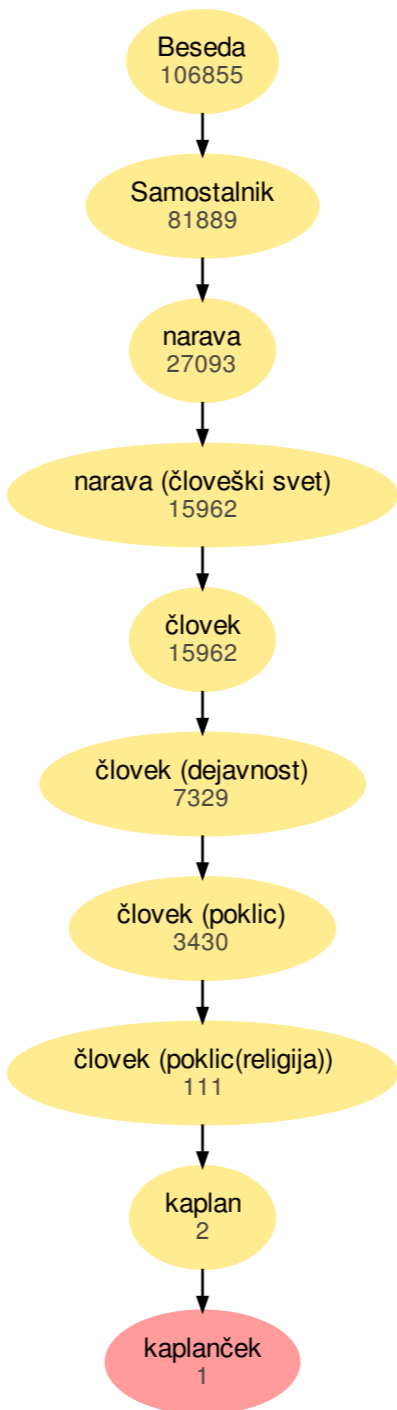 Beseda
106855
Samostalnik
81889
narava
27093
narava (človeški svet)
15962
človek
15962
človek (dejavnost)
7329
človek (poklic)
3430
človek (poklic(religija))
111
kaplan
2
kaplanček
1